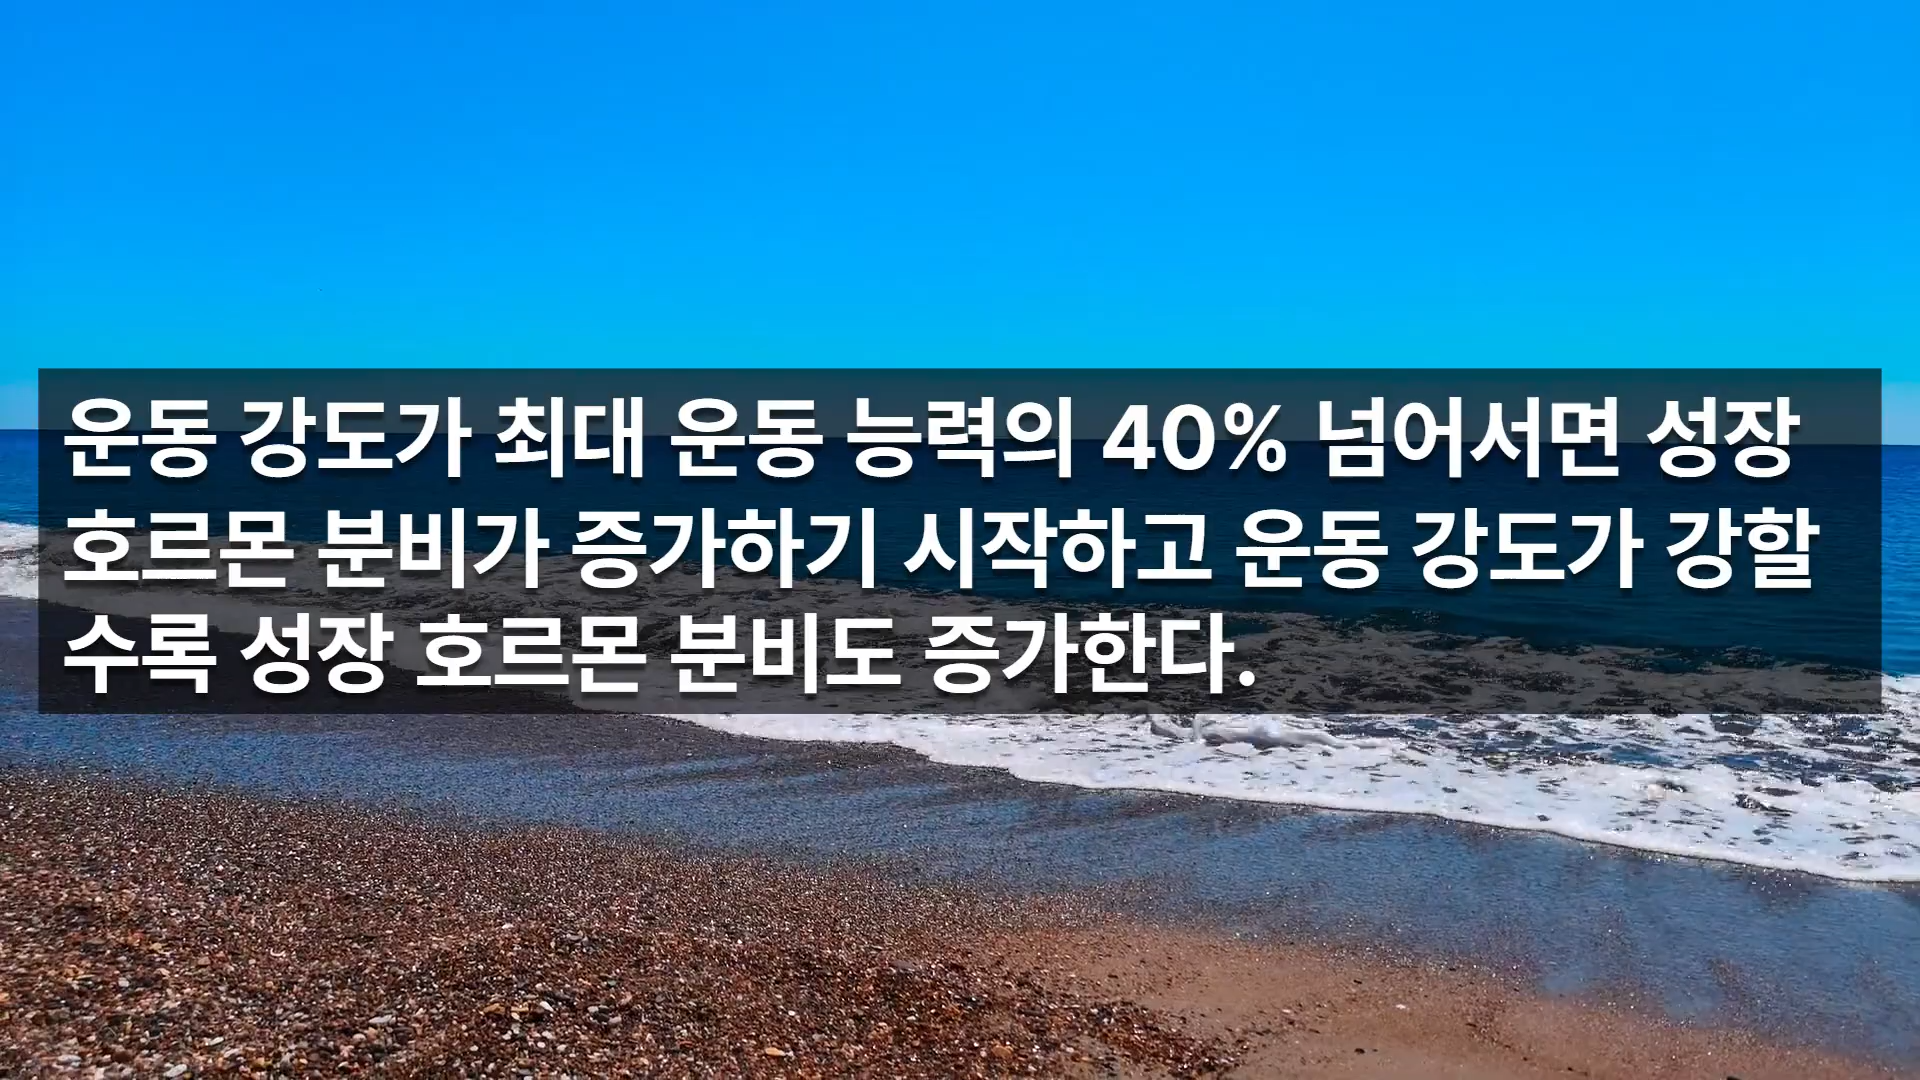 운동 강도가 최대 운동 능력의 40% 넘어서면 성장
호르몬 분비가 증가하기 시작하고 운동 강도가 강할
수록 성장 호르몬 분비도 증가한다.